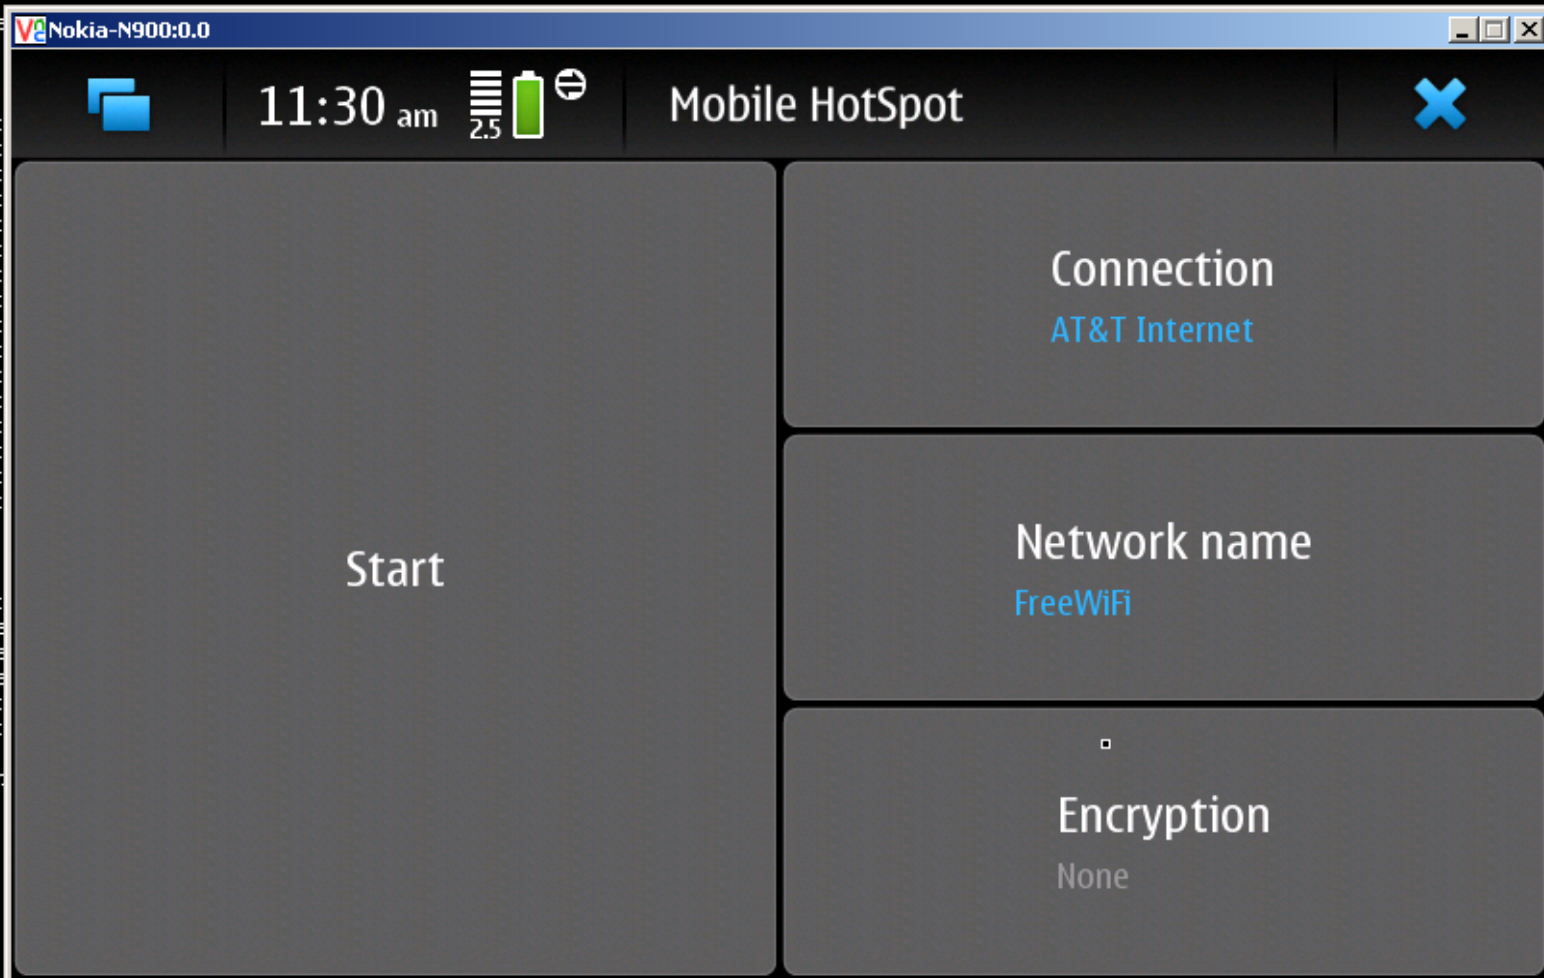 Nokia-N900:0.0
11:30 am
2.5
Mobile HotSpot
Start
Connection
AT&T Internet
Network name
FreeWiFi
Encryption
None